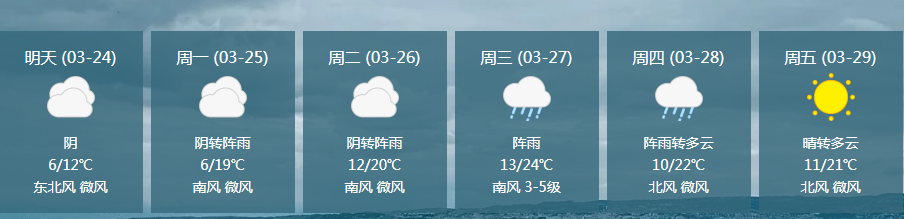 明天 (03-24)
阴
6/12℃
东北风 微风
周一 (03-25)
阴转阵雨
6/19℃
南风 微风
周二 (03-26)
阴转阵雨
12/20℃
南风 微风
周三 (03-27)
阵雨
13/24℃
南风 3-5级
周四 (03-28)
阵雨转多云
10/22℃
北风 微风
周五 (03-29)
晴转多云
11/21℃
北风 微风